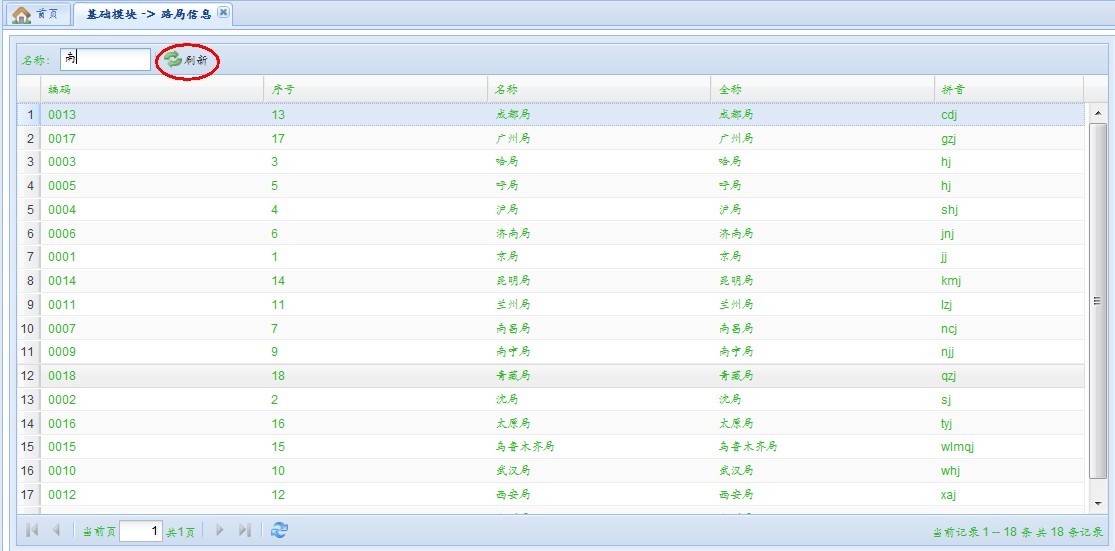 首页 基础模块 -> 路局信息
名称： 南 刷新
编码 序号 名称 全称 拼音
1 0013 13 成都局 成都局 cdj
2 0017 17 广州局 广州局 gzj
3 0003 3 哈局 哈局 hj
4 0005 5 呼局 呼局 hj
5 0004 4 沪局 沪局 shj
6 0006 6 济南局 济南局 jnj
7 0001 1 京局 京局 jj
8 0014 14 昆明局 昆明局 kmj
9 0011 11 兰州局 兰州局 lzj
10 0007 7 南昌局 南昌局 ncj
11 0009 9 南宁局 南宁局 njj
12 0018 18 青藏局 青藏局 qzj
13 0002 2 沈局 沈局 sj
14 0016 16 太原局 太原局 tyj
15 0015 15 乌鲁木齐局 乌鲁木齐局 wlmqj
16 0010 10 武汉局 武汉局 whj
17 0012 12 西安局 西安局 xaj
当前页 1 共1页 当前记录 1 -- 18 条 共 18 条记录